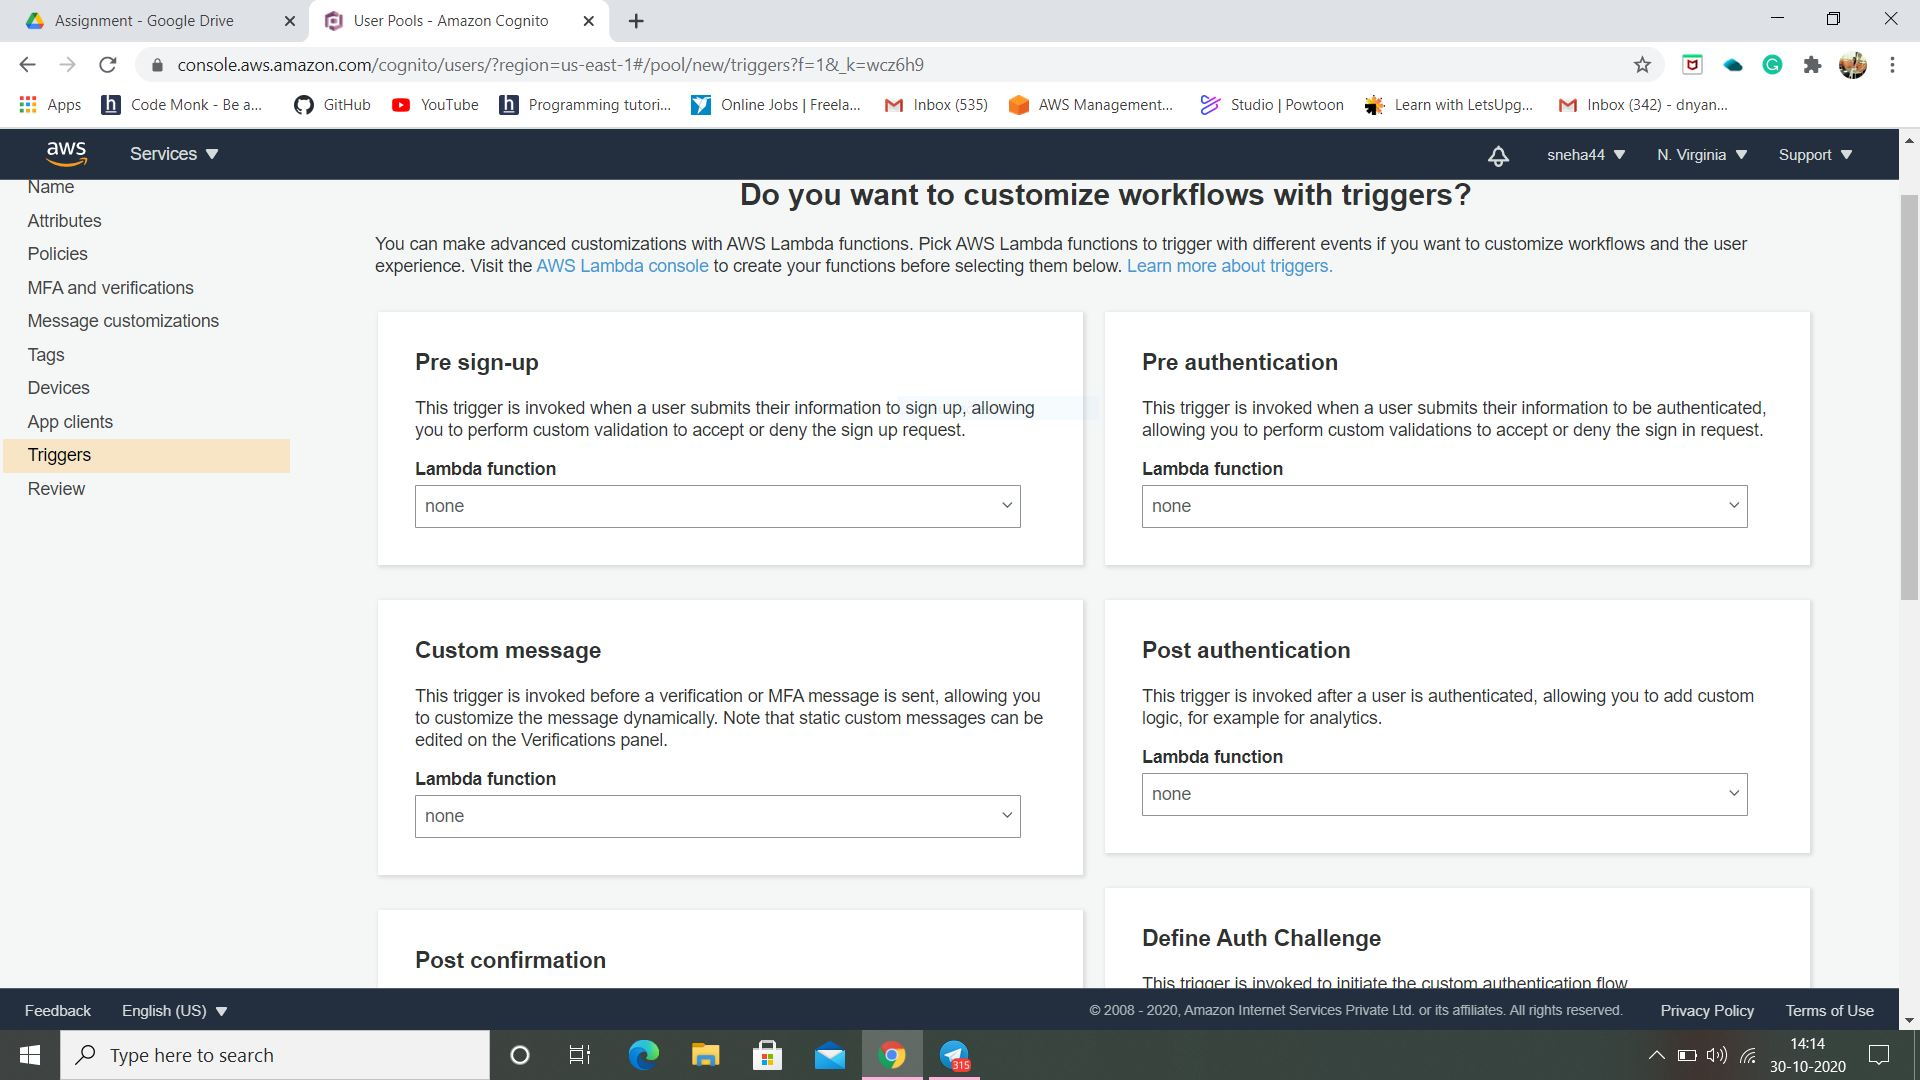 Assignment - Google Drive
User Pools - Amazon Cognito
console.aws.amazon.com/cognito/users/?region=us-east-1#/pool/new/triggers?f=1&_k=wcz6h9
Apps
Code Monk - Be a...
GitHub
YouTube
Programming tutori...
Online Jobs | Freela...
Inbox (535)
AWS Management...
Studio | Powtoon
Learn with LetsUpg...
Inbox (342) - dnyan...
aws
Services
sneha44
N. Virginia
Support
Name
Attributes
Policies
MFA and verifications
Message customizations
Tags
Devices
App clients
Triggers
Review
Do you want to customize workflows with triggers?
You can make advanced customizations with AWS Lambda functions. Pick AWS Lambda functions to trigger with different events if you want to customize workflows and the user
experience. Visit the AWS Lambda console to create your functions before selecting them below. Learn more about triggers.
Pre sign-up
This trigger is invoked when a user submits their information to sign up, allowing
you to perform custom validation to accept or deny the sign up request.
Lambda function
none
Pre authentication
This trigger is invoked when a user submits their information to be authenticated,
allowing you to perform custom validations to accept or deny the sign in request.
Lambda function
none
Custom message
This trigger is invoked before a verification or MFA message is sent, allowing you
to customize the message dynamically. Note that static custom messages can be
edited on the Verifications panel.
Lambda function
none
Post authentication
This trigger is invoked after a user is authenticated, allowing you to add custom
logic, for example for analytics.
Lambda function
none
Post confirmation
Define Auth Challenge
This trigger is invoked to initiate the custom authentication flow
Feedback
English (US)
© 2008 - 2020, Amazon Internet Services Private Ltd. or its affiliates. All rights reserved.
Privacy Policy
Terms of Use
Type here to search
315
14:14
30-10-2020